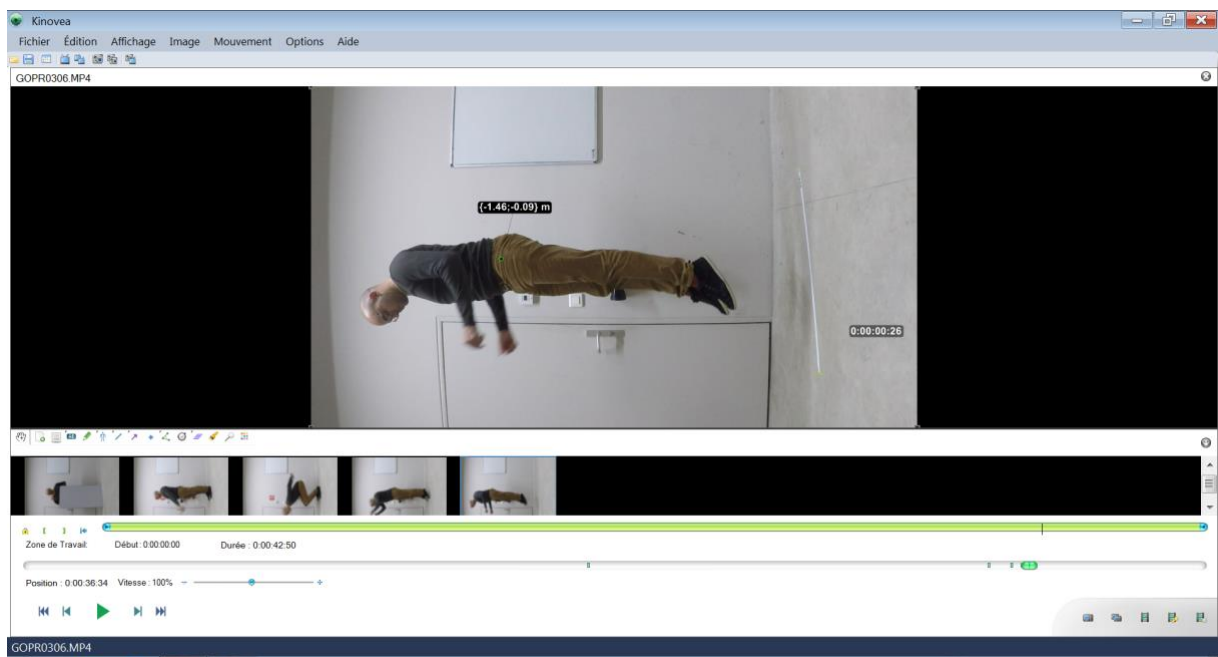 Kinovea
Fichier Édition Affichage Image Mouvement Options Aide
GOPR0306.MP4
{-1.46;-0.09} m
0:00:00:26
Zone de Travail: Début : 0:00:00:00 Durée : 0:00:42:50
Position : 0:00:36:34 Vitesse : 100%
GOPR0306.MP4